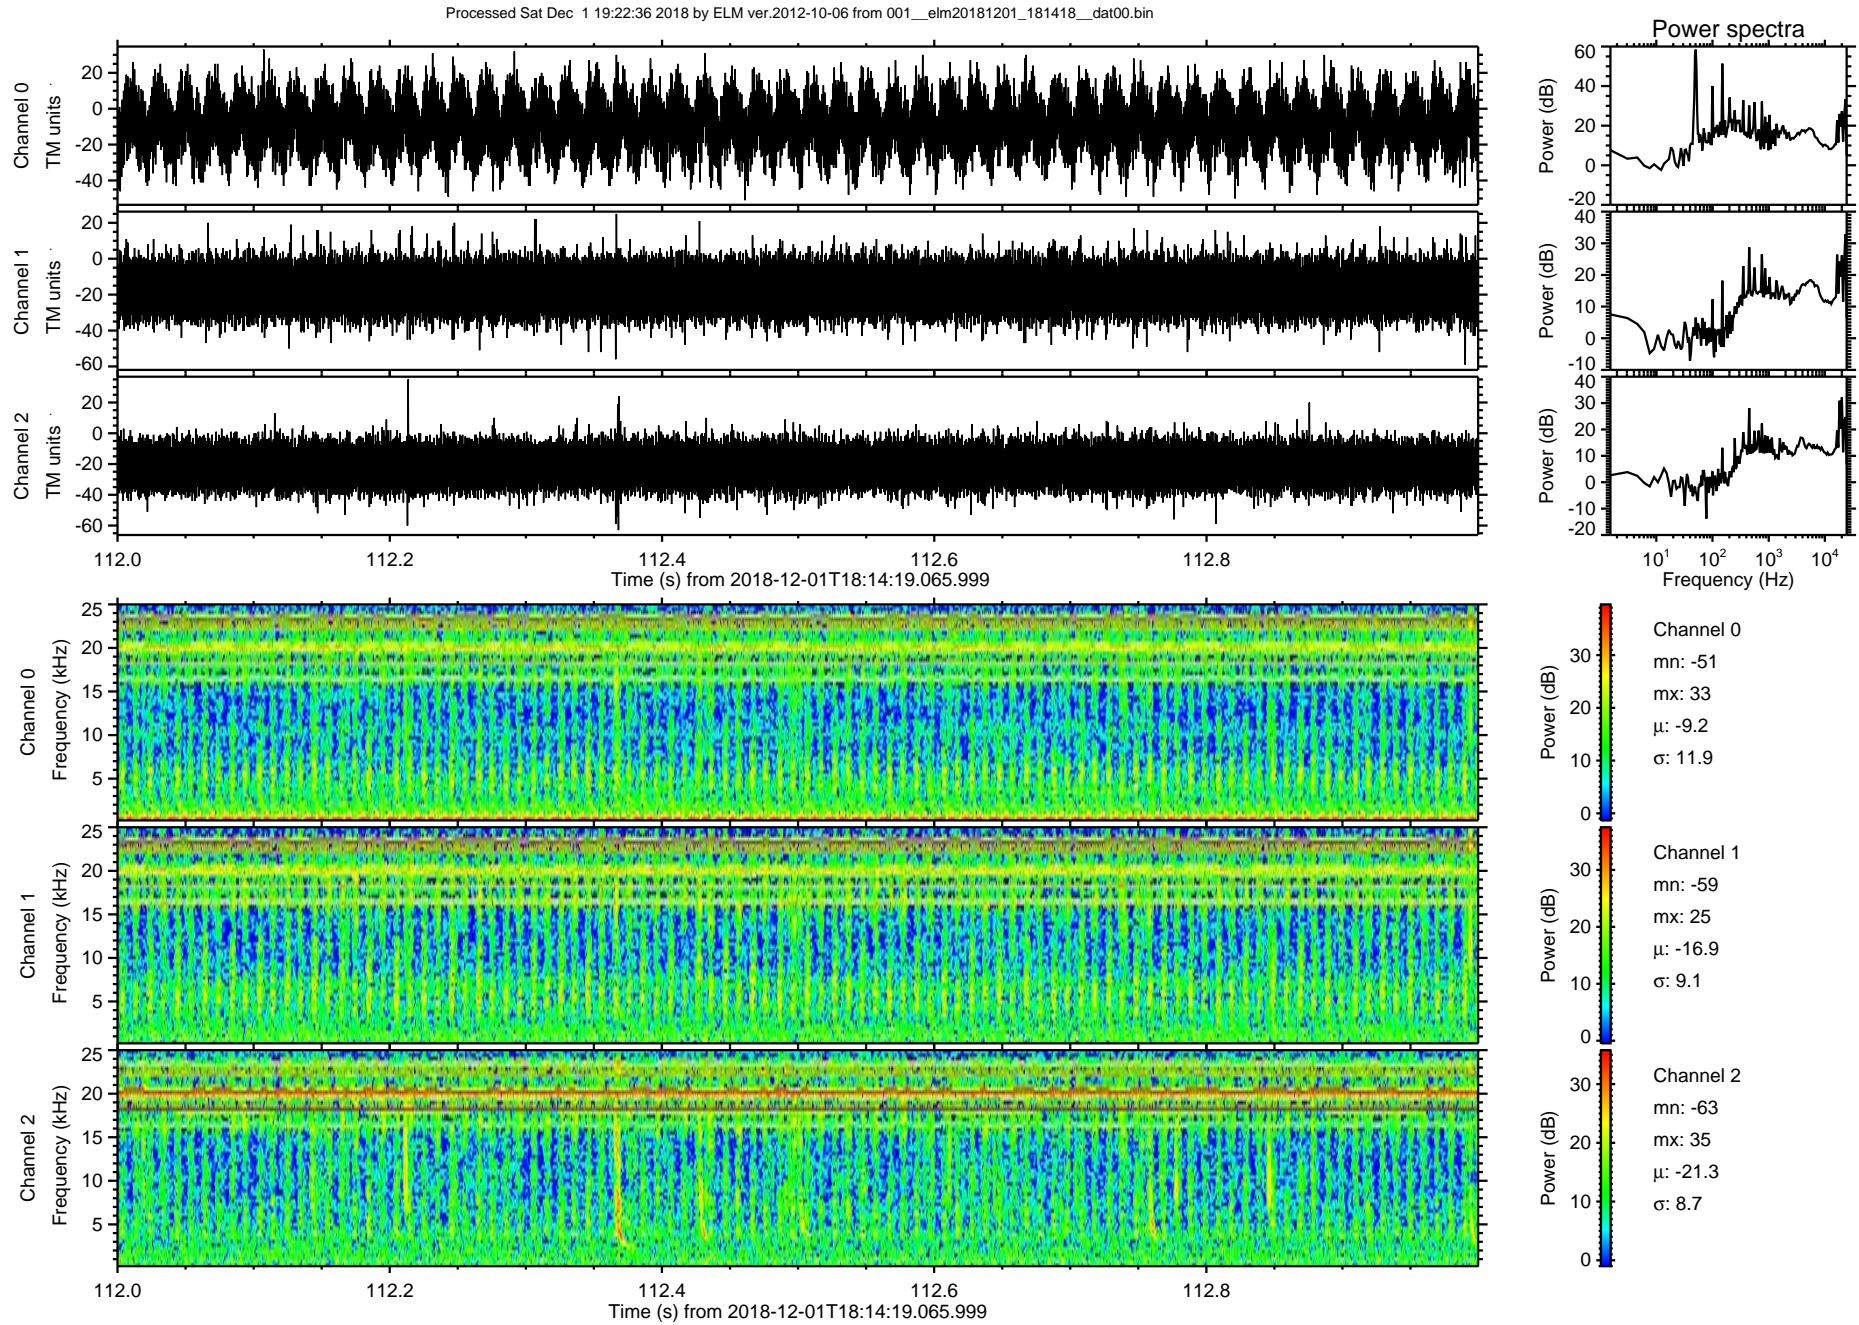 Processed Sat Dec  1 19:22:36 2018 by ELM ver.2012-10-06 from 001__elm20181201_181418__dat00.bin
Power spectra
Channel 0
TM units
20
0
-20
-40
Power (dB)
60
40
20
0
-20
Channel 1
TM units
20
0
-20
-40
-60
Power (dB)
40
30
20
10
0
-10
Channel 2
TM units
20
0
-20
-40
-60
Power (dB)
40
30
20
10
0
-10
-20
112.0 112.2 112.4 112.6 112.8
Time (s) from 2018-12-01T18:14:19.065.999
10^1 10^2 10^3 10^4
Frequency (Hz)
Channel 0
Frequency (kHz)
25
20
15
10
5
Power (dB)
30
20
10
0
Channel 0
mn: -51
mx: 33
μ: -9.2
σ: 11.9
Channel 1
Frequency (kHz)
25
20
15
10
5
Power (dB)
30
20
10
0
Channel 1
mn: -59
mx: 25
μ: -16.9
σ: 9.1
Channel 2
Frequency (kHz)
25
20
15
10
5
Power (dB)
30
20
10
0
Channel 2
mn: -63
mx: 35
μ: -21.3
σ: 8.7
112.0 112.2 112.4 112.6 112.8
Time (s) from 2018-12-01T18:14:19.065.999